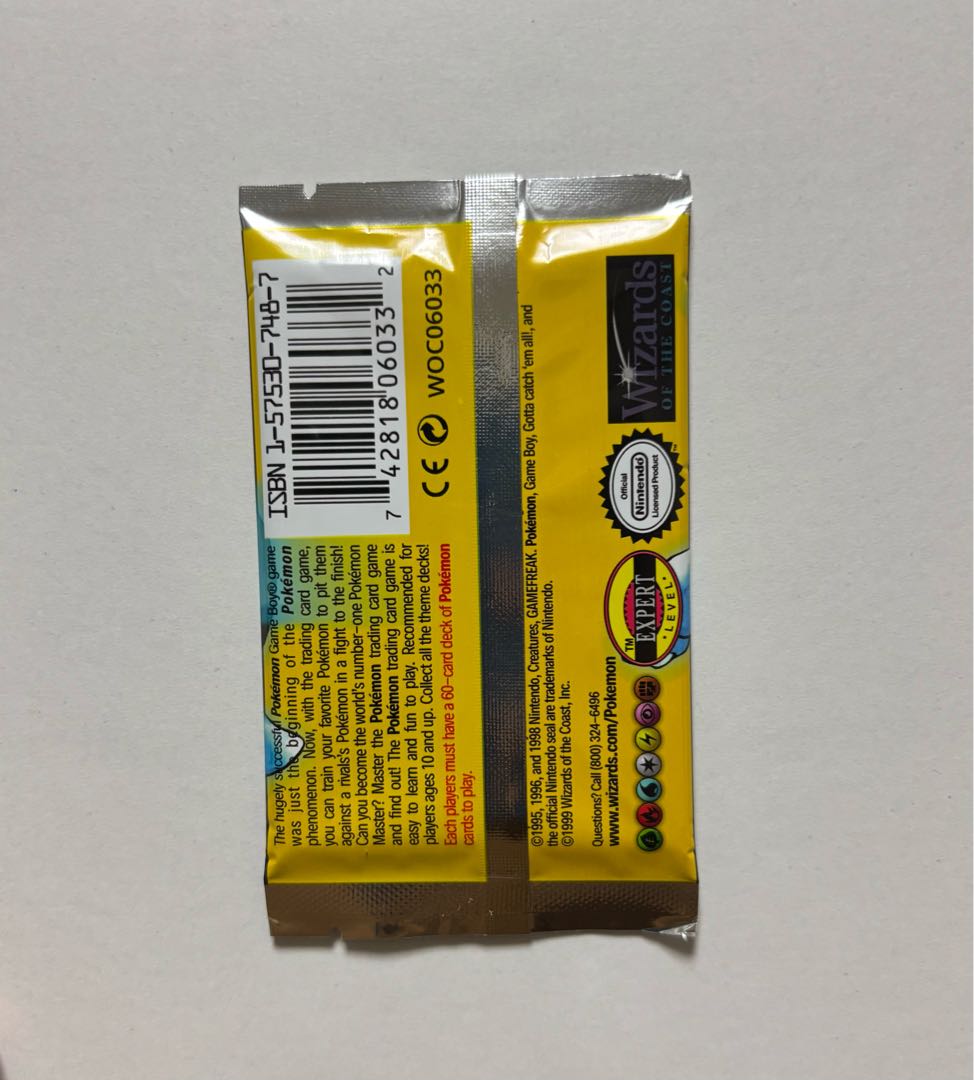 The hugely successful Pokémon Game Boy® game
was just the beginning of the Pokémon
phenomenon. Now, with the trading card game,
you can train your favorite Pokémon to pit them
against a rivals's Pokémon in a fight to the finish!
Can you become the world's number-one Pokémon
Master? Master the Pokémon trading card game
and find out! The Pokémon trading card game is
easy to learn and fun to play. Recommended for
players ages 10 and up. Collect all the theme decks!
Each players must have a 60-card deck of Pokémon
cards to play.
ISBN 1-57530-748-7
7 42818 06033 2
CE WOC06033
©1995, 1996, and 1998 Nintendo, Creatures, GAMEFREAK. Pokémon, Game Boy, Gotta catch 'em all!, and
the official Nintendo seal are trademarks of Nintendo.
©1999 Wizards of the Coast, Inc.
Questions? Call (800) 324-6496
www.wizards.com/Pokemon
TM
EXPERT
LEVEL
Official
Nintendo
Licensed Product
TM
Wizards
OF THE COAST